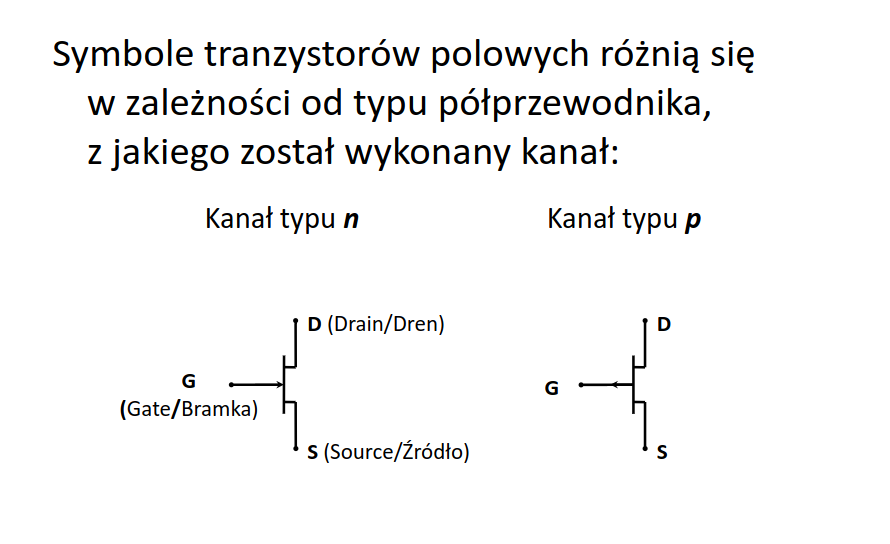 Symbole tranzystorów polowych różnią się
w zależności od typu półprzewodnika,
z jakiego został wykonany kanał:
Kanał typu n
Kanał typu p
D (Drain/Dren)
G
(Gate/Bramka)
S (Source/Źródło)
D
G
S